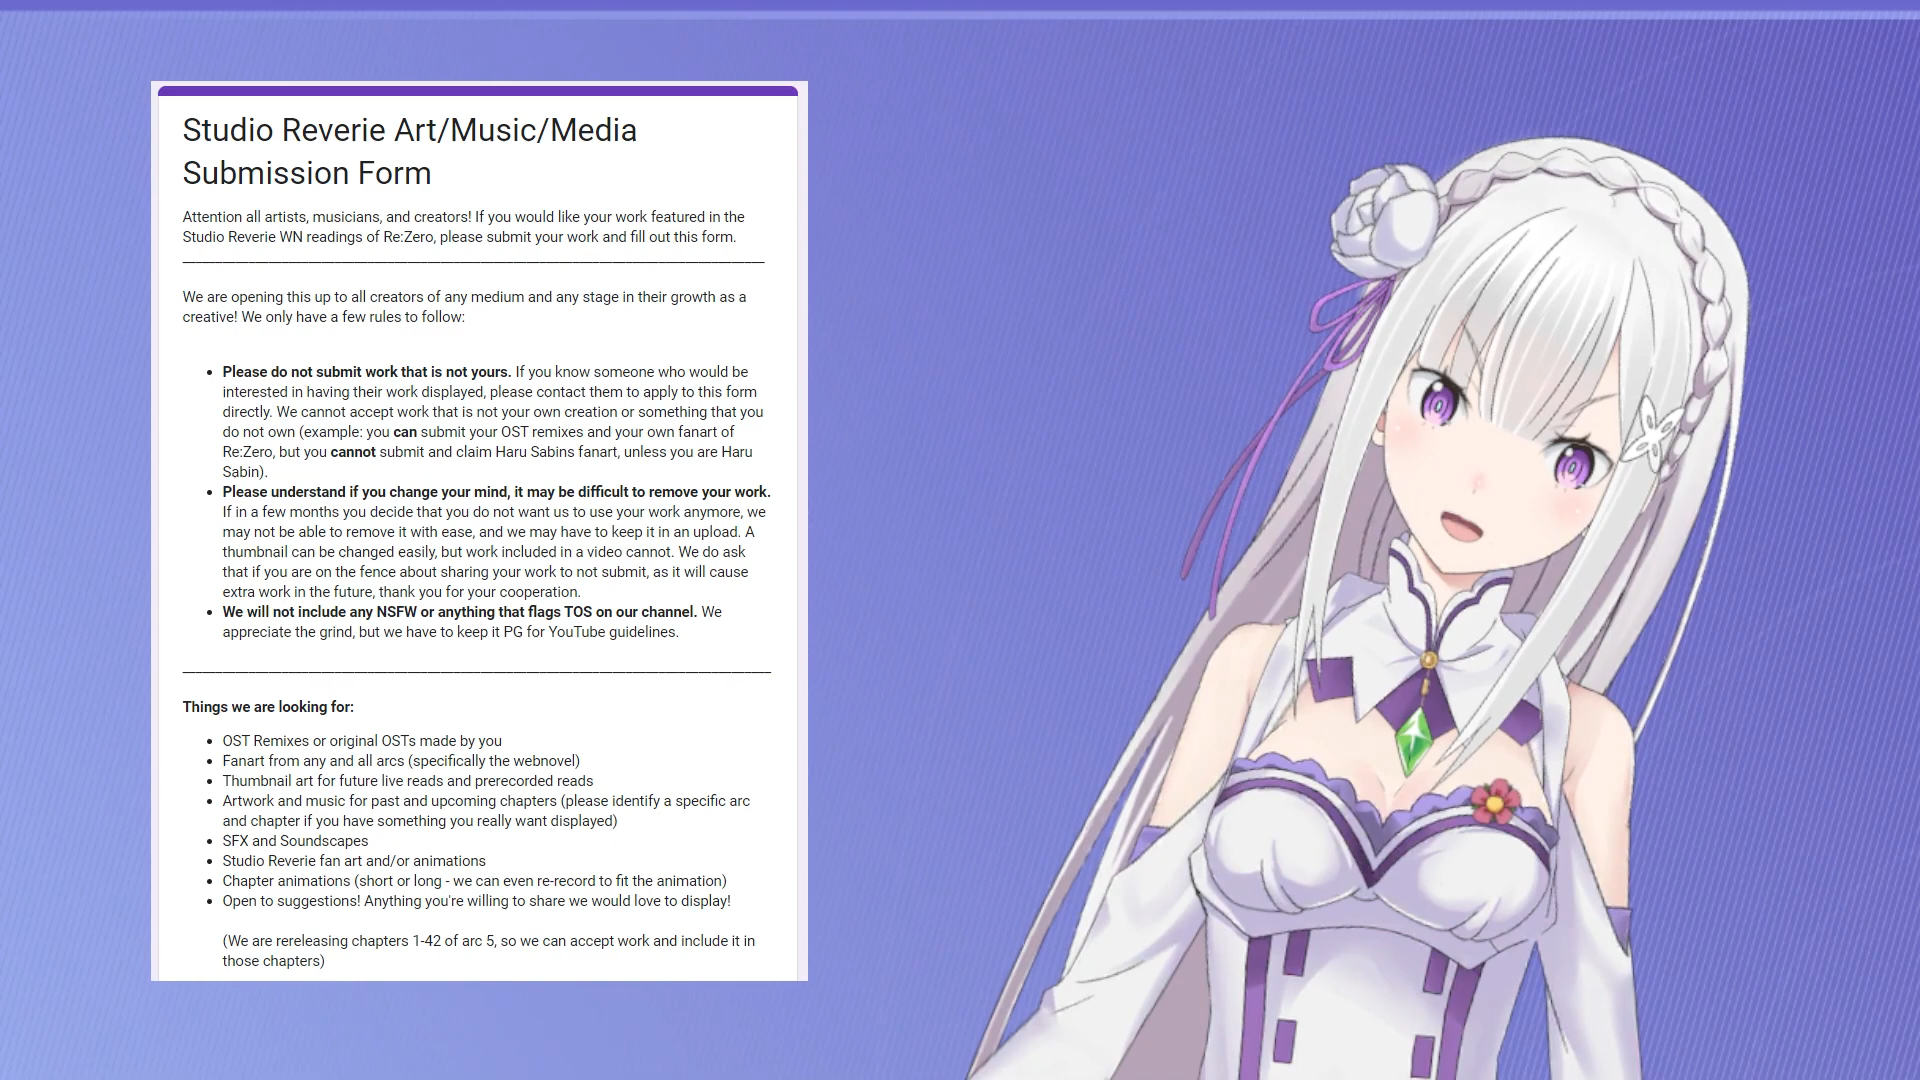 Studio Reverie Art/Music/Media
Submission Form
Attention all artists, musicians, and creators! If you would like your work featured in the
Studio Reverie WN readings of Re:Zero, please submit your work and fill out this form.
We are opening this up to all creators of any medium and any stage in their growth as a
creative! We only have a few rules to follow:
• Please do not submit work that is not yours. If you know someone who would be
interested in having their work displayed, please contact them to apply to this form
directly. We cannot accept work that is not your own creation or something that you
do not own (example: you can submit your OST remixes and your own fanart of
Re:Zero, but you cannot submit and claim Haru Sabins fanart, unless you are Haru
Sabin).
• Please understand if you change your mind, it may be difficult to remove your work.
If in a few months you decide that you do not want us to use your work anymore, we
may not be able to remove it with ease, and we may have to keep it in an upload. A
thumbnail can be changed easily, but work included in a video cannot. We do ask
that if you are on the fence about sharing your work to not submit, as it will cause
extra work in the future, thank you for your cooperation.
• We will not include any NSFW or anything that flags TOS on our channel. We
appreciate the grind, but we have to keep it PG for YouTube guidelines.
Things we are looking for:
• OST Remixes or original OSTs made by you
• Fanart from any and all arcs (specifically the webnovel)
• Thumbnail art for future live reads and prerecorded reads
• Artwork and music for past and upcoming chapters (please identify a specific arc
and chapter if you have something you really want displayed)
• SFX and Soundscapes
• Studio Reverie fan art and/or animations
• Chapter animations (short or long - we can even re-record to fit the animation)
• Open to suggestions! Anything you're willing to share we would love to display!
(We are rereleasing chapters 1-42 of arc 5, so we can accept work and include it in
those chapters)